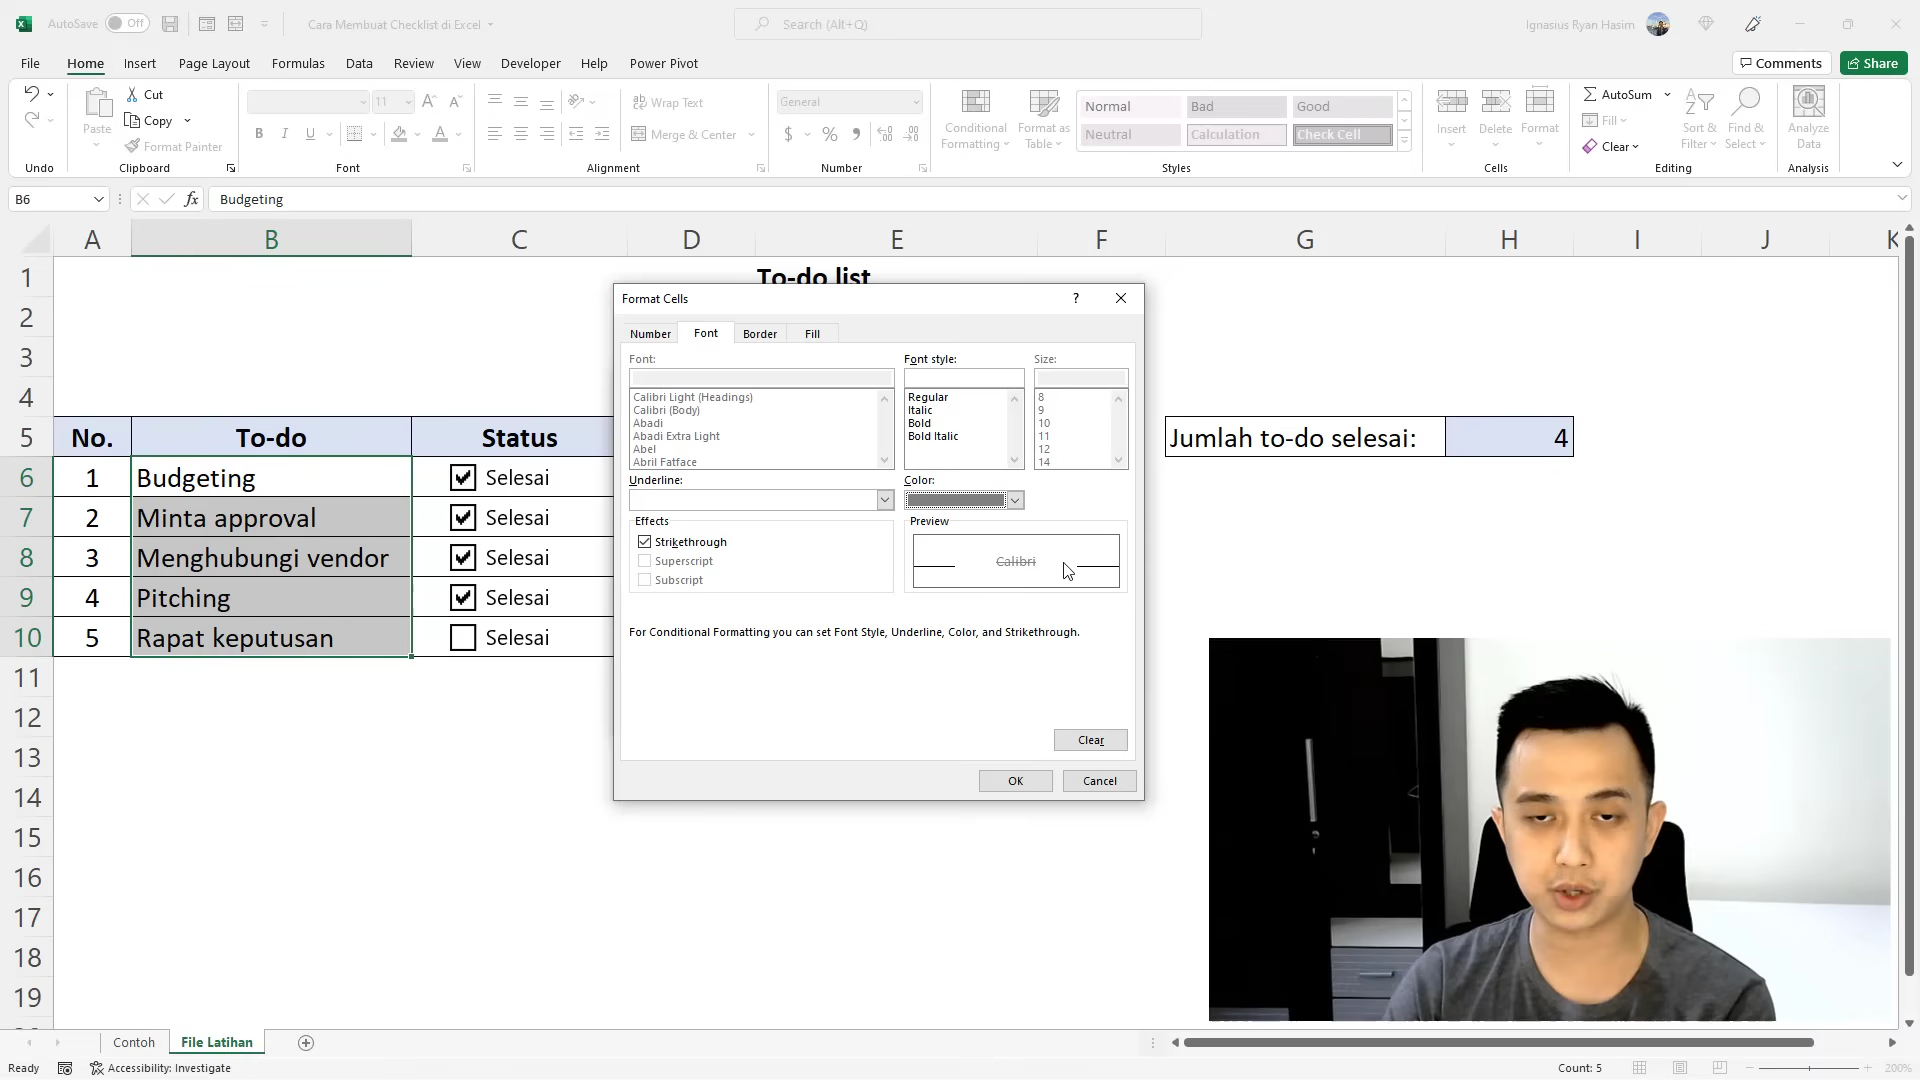 AutoSave Off Cara Membuat Checklist di Excel Search (Alt+Q) Ignasius Ryan Hasim
File Home Insert Page Layout Formulas Data Review View Developer Help Power Pivot Comments Share
Cut
Copy
Paste
Format Painter
Undo Clipboard
11
B I U
Font
Wrap Text
Merge & Center
Alignment
General
$ % ,
Number
Conditional Formatting
Format as Table
Normal Bad Good
Neutral Calculation Check Cell
Styles
Insert Delete Format
Cells
AutoSum
Fill
Clear
Sort & Filter
Find & Select
Editing
Analyze Data
Analysis
B6 fx Budgeting
A B C D E F G H I J K
1 To-do list
2
3
4
5 No. To-do Status Jumlah to-do selesai: 4
6 1 Budgeting Selesai
7 2 Minta approval Selesai
8 3 Menghubungi vendor Selesai
9 4 Pitching Selesai
10 5 Rapat keputusan Selesai
11
12
13
14
15
16
17
18
19
Format Cells ?
Number Font Border Fill
Font: Font style: Size:
Calibri Light (Headings) Regular 8
Calibri (Body) Italic 9
Abadi Bold 10
Abadi Extra Light Bold Italic 11
Abel 12
Abril Fatface 14
Underline: Color:
Effects Preview
Strikethrough
Superscript
Subscript
Calibri
For Conditional Formatting you can set Font Style, Underline, Color, and Strikethrough.
Clear
OK Cancel
Contoh File Latihan
Ready Accessibility: Investigate Count: 5 200%